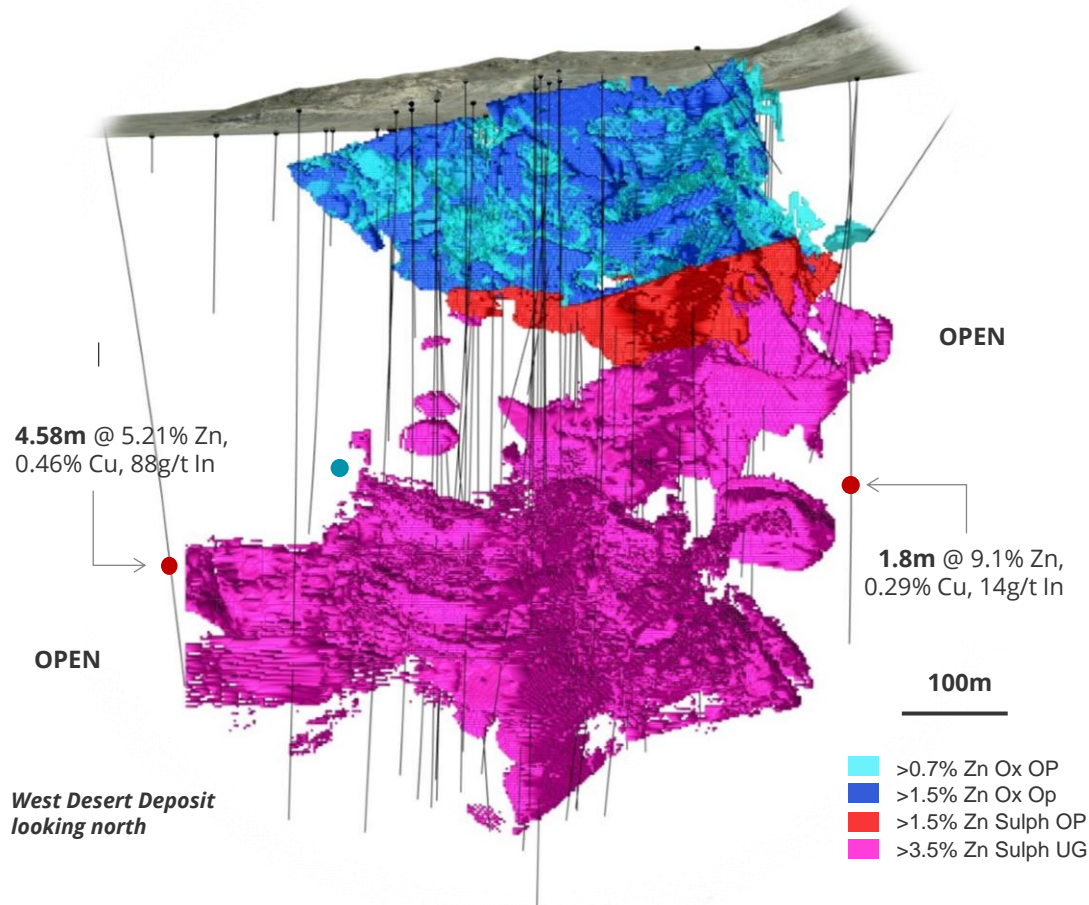 OPEN
4.58m @ 5.21% Zn,
0.46% Cu, 88g/t In
1.8m @ 9.1% Zn,
0.29% Cu, 14g/t In
OPEN
100m
>0.7% Zn Ox OP
>1.5% Zn Ox Op
>1.5% Zn Sulph OP
>3.5% Zn Sulph UG
West Desert Deposit
looking north